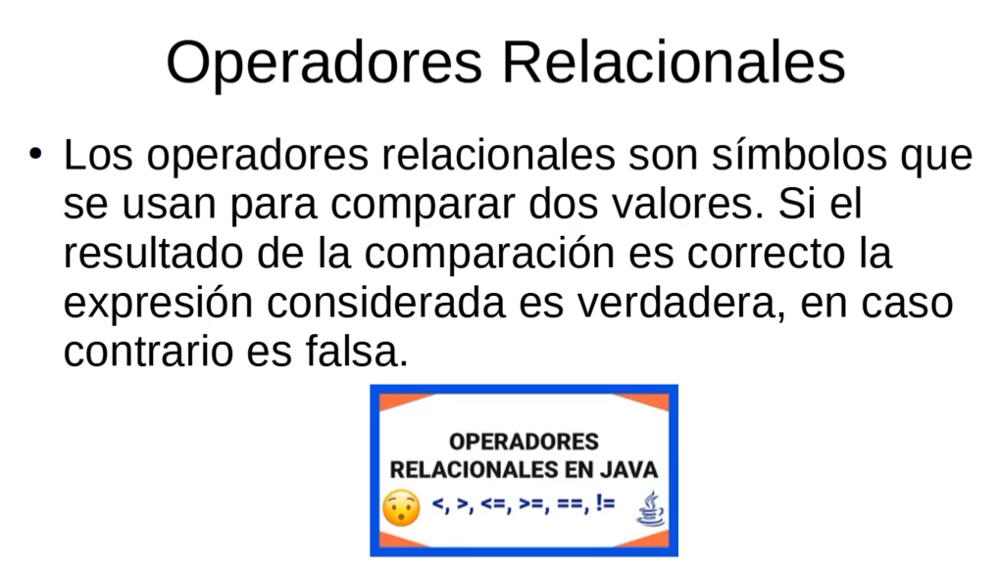 Operadores Relacionales
• Los operadores relacionales son símbolos que
se usan para comparar dos valores. Si el
resultado de la comparación es correcto la
expresión considerada es verdadera, en caso
contrario es falsa.
OPERADORES
RELACIONALES EN JAVA
<, >, <=, >=, ==, !=